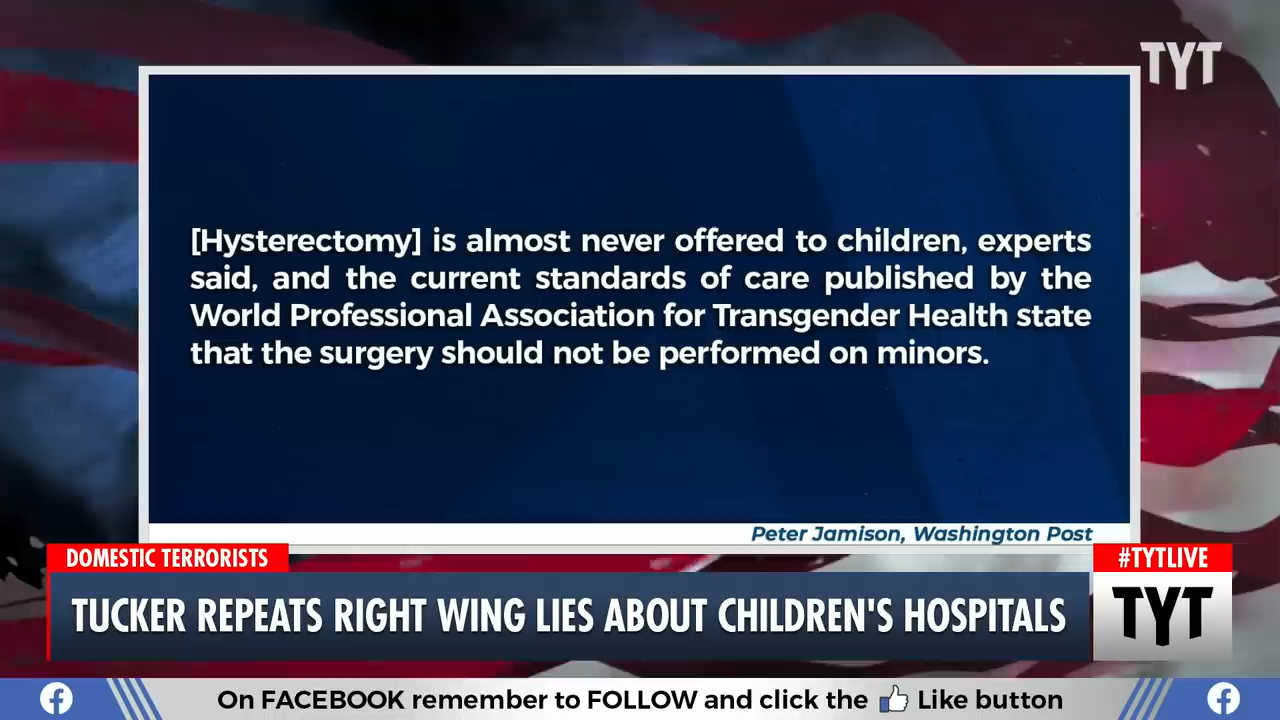 TYT
[Hysterectomy] is almost never offered to children, experts
said, and the current standards of care published by the
World Professional Association for Transgender Health state
that the surgery should not be performed on minors.
Peter Jamison, Washington Post
DOMESTIC TERRORISTS
#TYTLIVE
TUCKER REPEATS RIGHT WING LIES ABOUT CHILDREN'S HOSPITALS
TYT
On FACEBOOK remember to FOLLOW and click the Like button